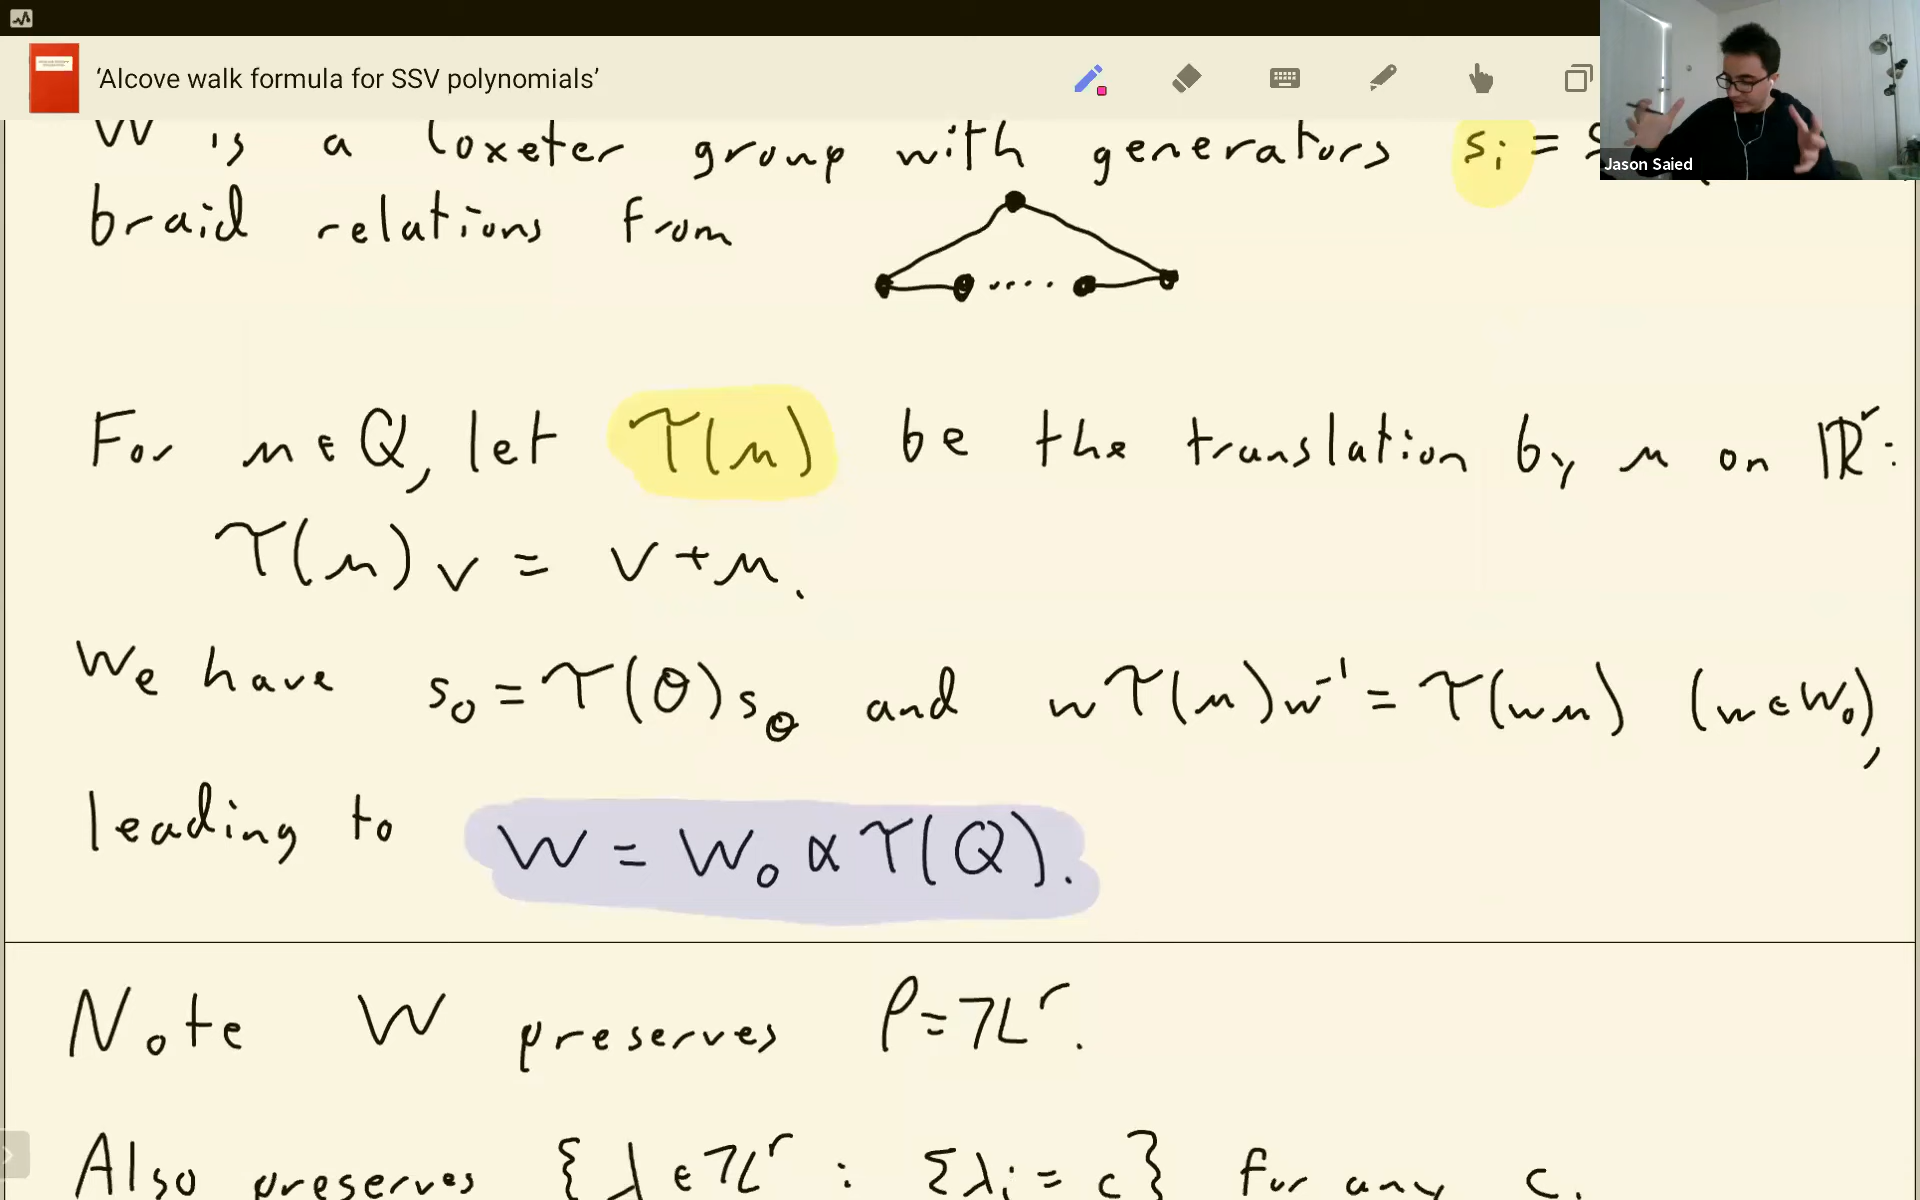 'Alcove walk formula for SSV polynomials'
Jason Saied
W is a Coxeter group with generators sᵢ =
braid relations from
For μ ∈ Q, let τ(μ) be the translation by μ on ℝʳ:
τ(μ)v = v + μ.
We have s₀ = τ(θ)s_θ and wτ(μ)w⁻¹ = τ(wμ) (w ∈ W₀),
leading to W = W₀ ⋉ τ(Q).
Note W preserves P = ℤʳ.
Also preserves {λ ∈ ℤʳ : Σλᵢ = c} for any c.